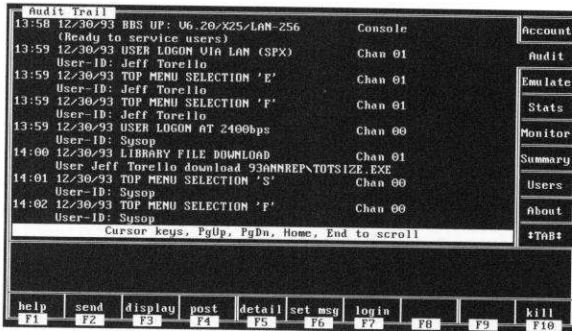 Audit Trail
13:58 12/30/93 BBS UP: V6.20/X25/LAN-256 Console
(Ready to service users)
13:59 12/30/93 USER LOGON VIA LAN (SPX) Chan 01
User-ID: Jeff Torello
13:59 12/30/93 TOP MENU SELECTION 'E' Chan 01
User-ID: Jeff Torello
13:59 12/30/93 TOP MENU SELECTION 'F' Chan 01
User-ID: Jeff Torello
13:59 12/30/93 USER LOGON AT 2400bps Chan 00
User-ID: Sysop
14:00 12/30/93 LIBRARY FILE DOWNLOAD Chan 01
User Jeff Torello download 93ANNREP\TOTSIZE.EXE
14:01 12/30/93 TOP MENU SELECTION 'S' Chan 00
User-ID: Sysop
14:02 12/30/93 TOP MENU SELECTION 'F' Chan 00
User-ID: Sysop
Cursor keys, PgUp, PgDn, Home, End to scroll
Account
Audit
Emulate
Stats
Monitor
Summary
Users
About
↕TAB↕
help send display post detail set msg login kill
F1 F2 F3 F4 F5 F6 F7 F8 F9 F10